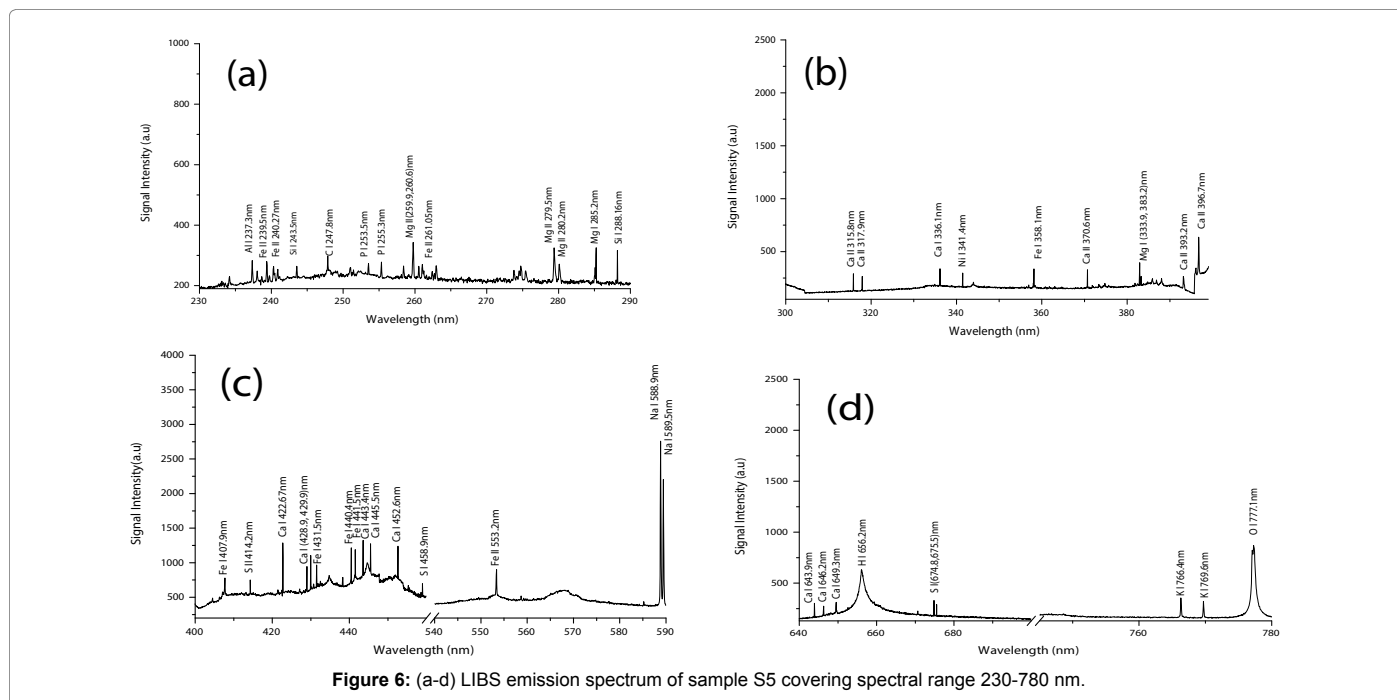 (a)
1000
800
600
400
200
Signal Intensity (a.u)
Al I 237.3nm
Fe II 239.5nm
Fe II 240.27nm
Si I 243.5nm
C I 247.8nm
P I 253.5nm
P I 255.3nm
Mg II(259.9,260.6)nm
Fe II 261.05nm
Mg II 279.5nm
Mg II 280.2nm
Mg I 285.2nm
Si I 288.16nm
230 240 250 260 270 280 290
Wavelength (nm)
(b)
2500
2000
1500
1000
500
Signal Intensity (a.u)
Ca II 315.8nm
Ca II 317.9nm
Ca I 336.1nm
Ni I 341.4nm
Fe I 358.1nm
Ca II 370.6nm
Mg I (333.9, 383.2)nm
Ca II 393.2nm
Ca II 396.7nm
300 320 340 360 380
Wavelength (nm)
(c)
4000
3500
3000
2500
2000
1500
1000
500
Signal Intensity(a.u)
Fe I 407.9nm
S II 414.2nm
Ca I 422.67nm
Ca I (428.9, 429.9)nm
Fe I 431.5nm
Fe I 440.4nm
Fe I 441.5nm
Ca I 443.4nm
Ca I 445.5nm
Ca I 452.6nm
S I 458.9nm
Fe II 553.2nm
Na I 588.9nm
Na I 589.5nm
400 420 440 540 550 560 570 580 590
Wavelength (nm)
(d)
2500
2000
1500
1000
500
Signal Intensity (a.u)
Ca I 643.9nm
Ca I 646.2nm
Ca I 649.3nm
H I 656.2nm
S I(674.8,675.5)nm
K I 766.4nm
K I 769.6nm
O I 777.1nm
640 660 680 760 780
Wavelength (nm)
Figure 6: (a-d) LIBS emission spectrum of sample S5 covering spectral range 230-780 nm.